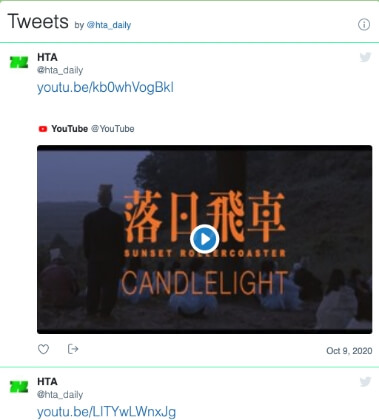 Tweets by @hta_daily
HTA
@hta_daily
youtu.be/kb0whVogBkI
YouTube @YouTube
落日飛車
SUNSET ROLLERCOASTER
CANDLELIGHT
Oct 9, 2020
HTA
@hta_daily
youtu.be/LITYwLWnxJg